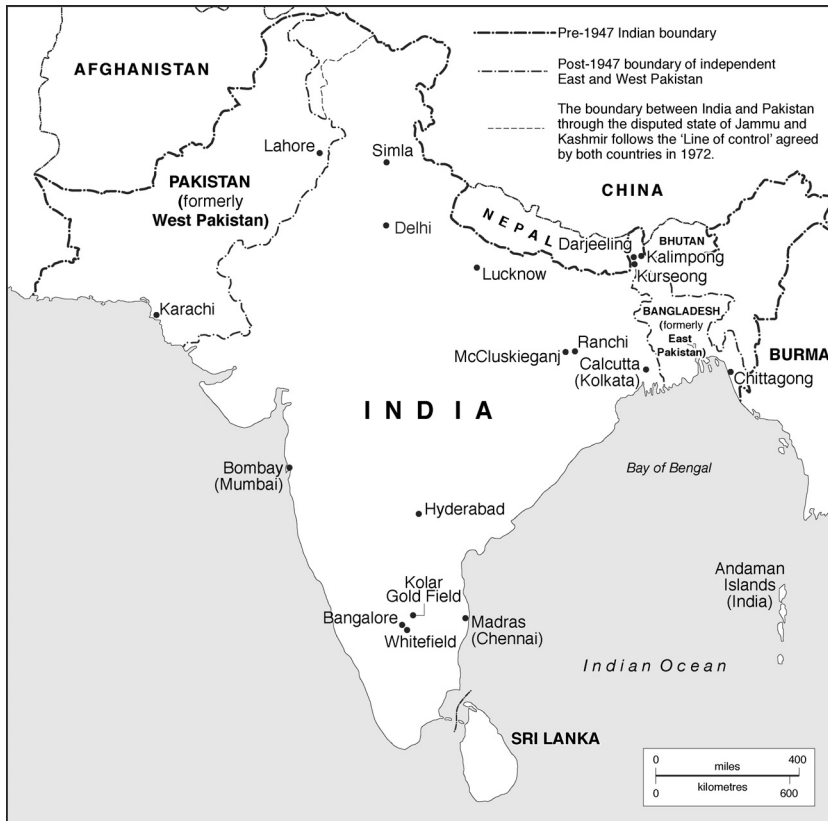 Pre-1947 Indian boundary
Post-1947 boundary of independent
East and West Pakistan
The boundary between India and Pakistan
through the disputed state of Jammu and
Kashmir follows the ‘Line of control’ agreed
by both countries in 1972.
AFGHANISTAN
Lahore
Simla
PAKISTAN
(formerly
West Pakistan)
CHINA
Delhi
NEPAL
Darjeeling
BHUTAN
Kalimpong
Kurseong
Lucknow
Karachi
BANGLADESH
(formerly
East
Pakistan)
McCluskieganj
Ranchi
Calcutta
(Kolkata)
BURMA
Chittagong
INDIA
Bombay
(Mumbai)
Bay of Bengal
Hyderabad
Kolar
Gold Field
Bangalore
Whitefield
Madras
(Chennai)
Andaman
Islands
(India)
Indian Ocean
SRI LANKA
0 miles 400
0 kilometres 600